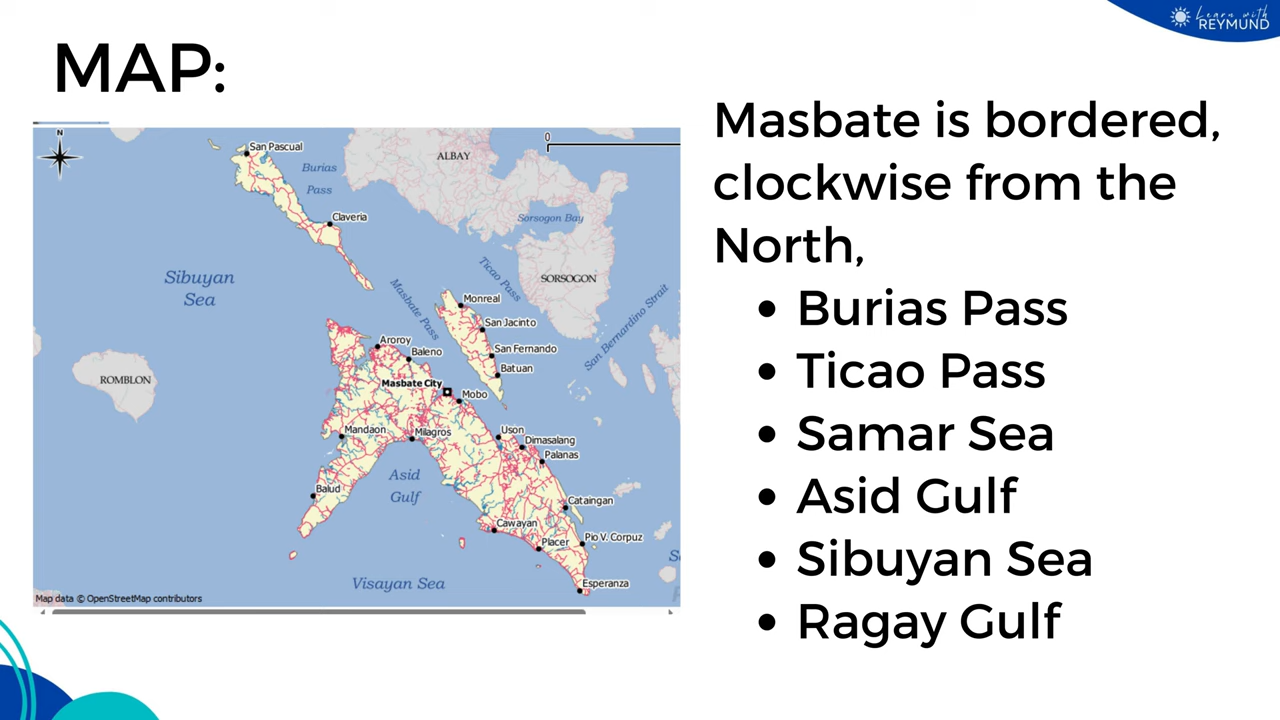 Learn with
REYMUND
MAP:
N
San Pascual
Burias
Pass
ALBAY
0
Claveria
Sorsogon Bay
Sibuyan
Sea
Masbate Pass
Ticao Pass
SORSOGON
San Bernardino Strait
Monreal
San Jacinto
Aroroy
Baleno
San Fernando
Batuan
ROMBLON
Masbate City
Mobo
Mandaon
Milagros
Uson
Dimasalang
Palanas
Asid
Gulf
Balud
Cataingan
Cawayan
Placer
Pio V. Corpuz
Visayan Sea
Esperanza
Map data © OpenStreetMap contributors
Masbate is bordered,
clockwise from the
North,
• Burias Pass
• Ticao Pass
• Samar Sea
• Asid Gulf
• Sibuyan Sea
• Ragay Gulf